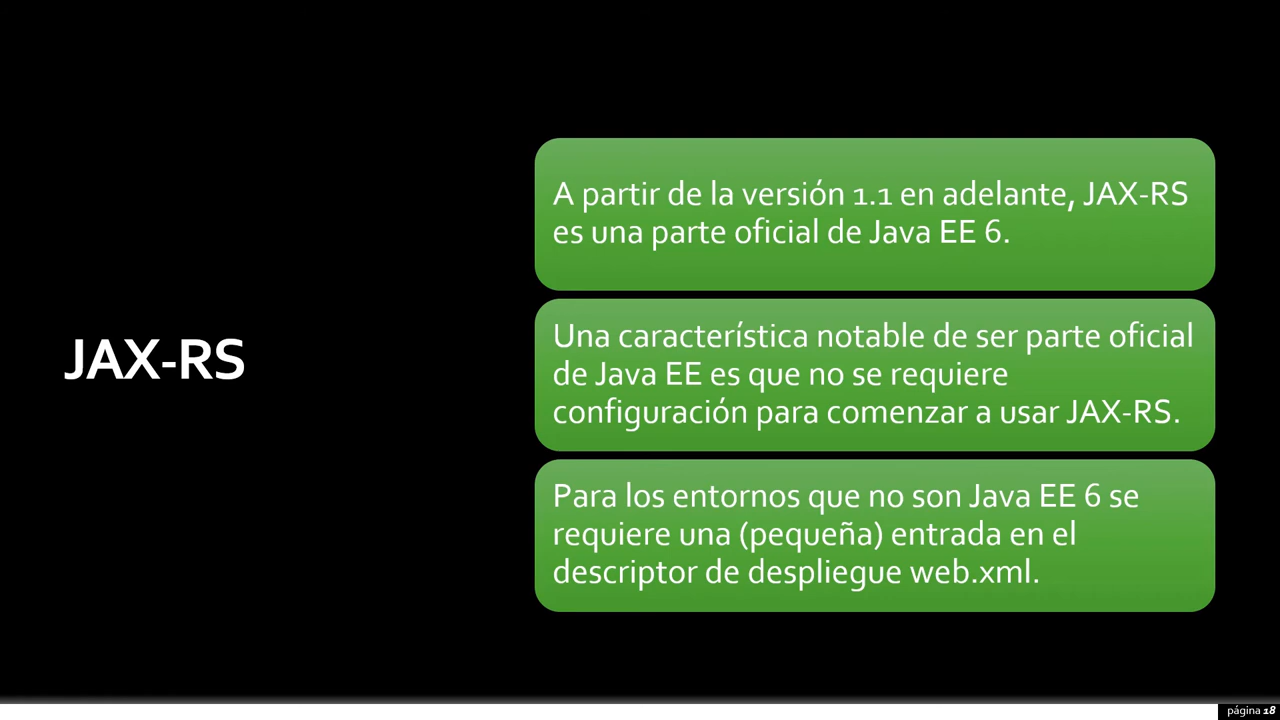 JAX-RS
A partir de la versión 1.1 en adelante, JAX-RS
es una parte oficial de Java EE 6.
Una característica notable de ser parte oficial
de Java EE es que no se requiere
configuración para comenzar a usar JAX-RS.
Para los entornos que no son Java EE 6 se
requiere una (pequeña) entrada en el
descriptor de despliegue web.xml.
página 18